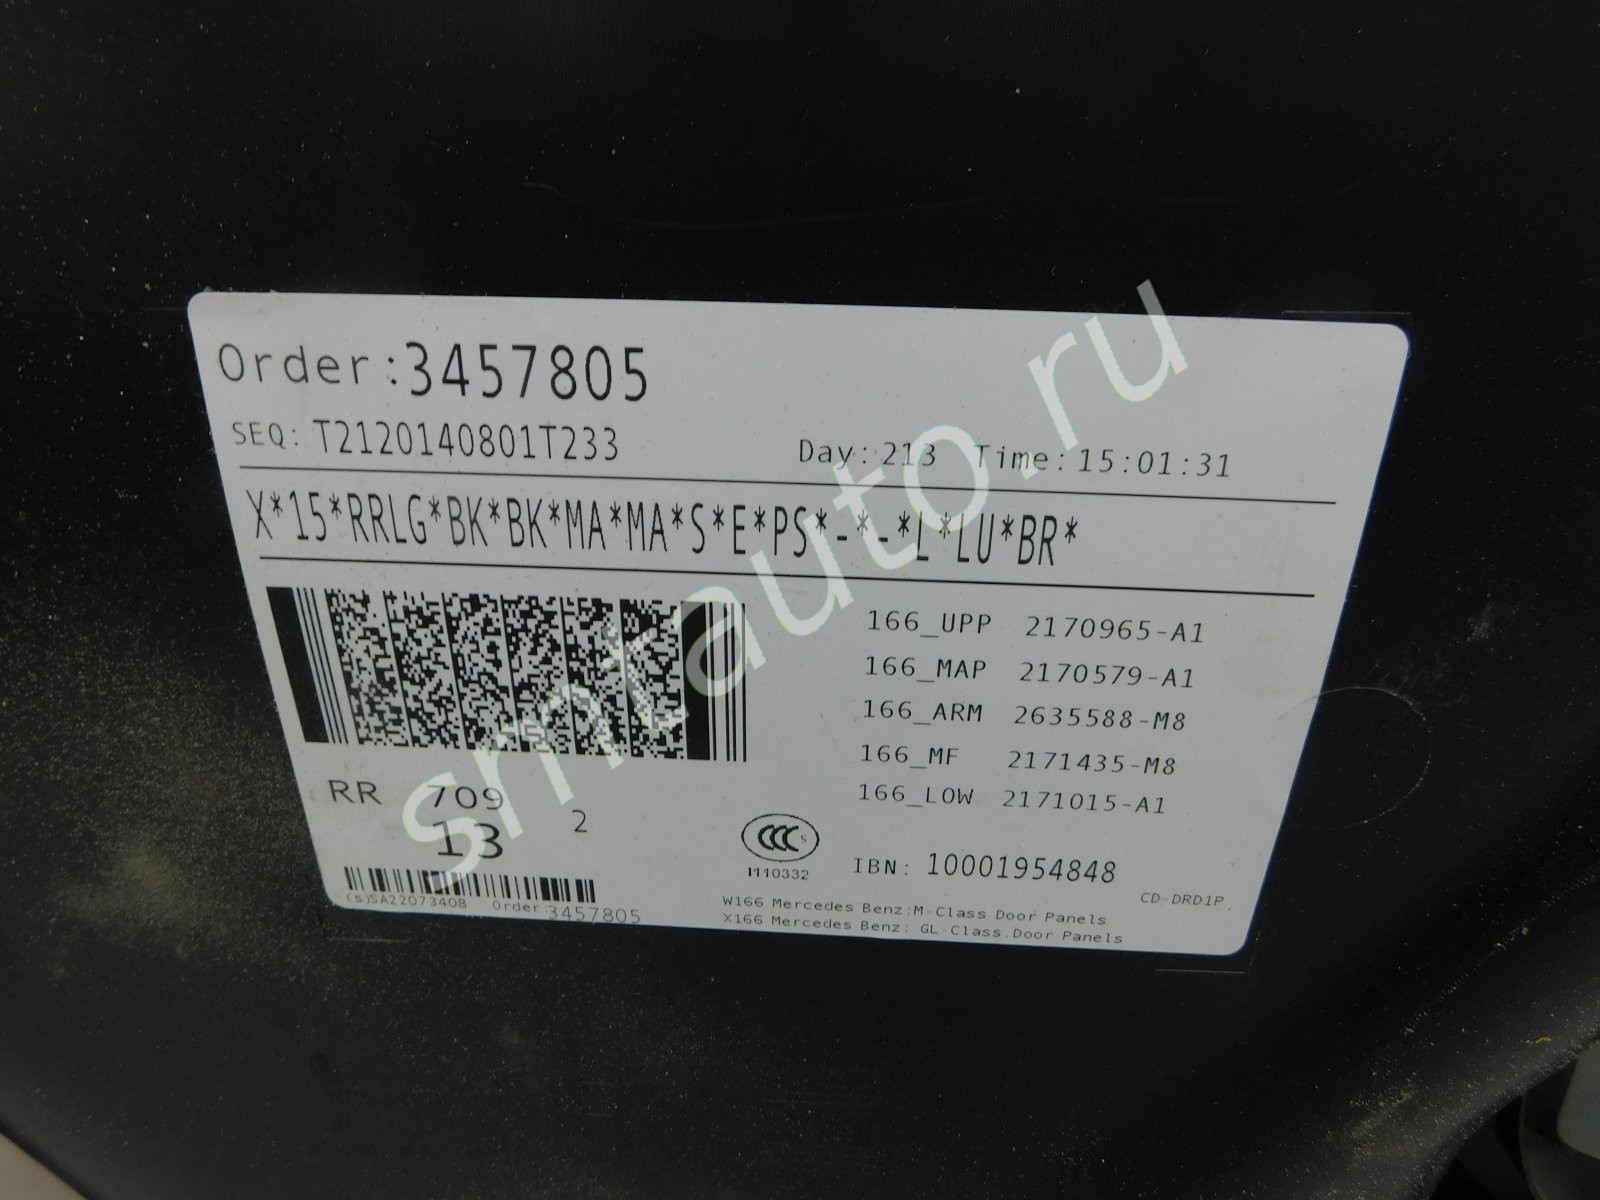 Order:3457805
SEQ: T2120140801T233
Day: 213 Time: 15:01:31
X*15*RRLG*BK*BK*MA*MA*S*E*PS*-*-*L*LU*BR*
166_UPP 2170965-A1
166_MAP 2170579-A1
166_ARM 2635588-M8
166_MF 2171435-M8
166_LOW 2171015-A1
RR 709
13 2
CCC S
1110332
IBN: 10001954848
CD-DRD1P
(s)SA22073408 Order 3457805
W166 Mercedes Benz:M-Class Door Panels
X166 Mercedes Benz: GL-Class.Door Panels
smtauto.ru